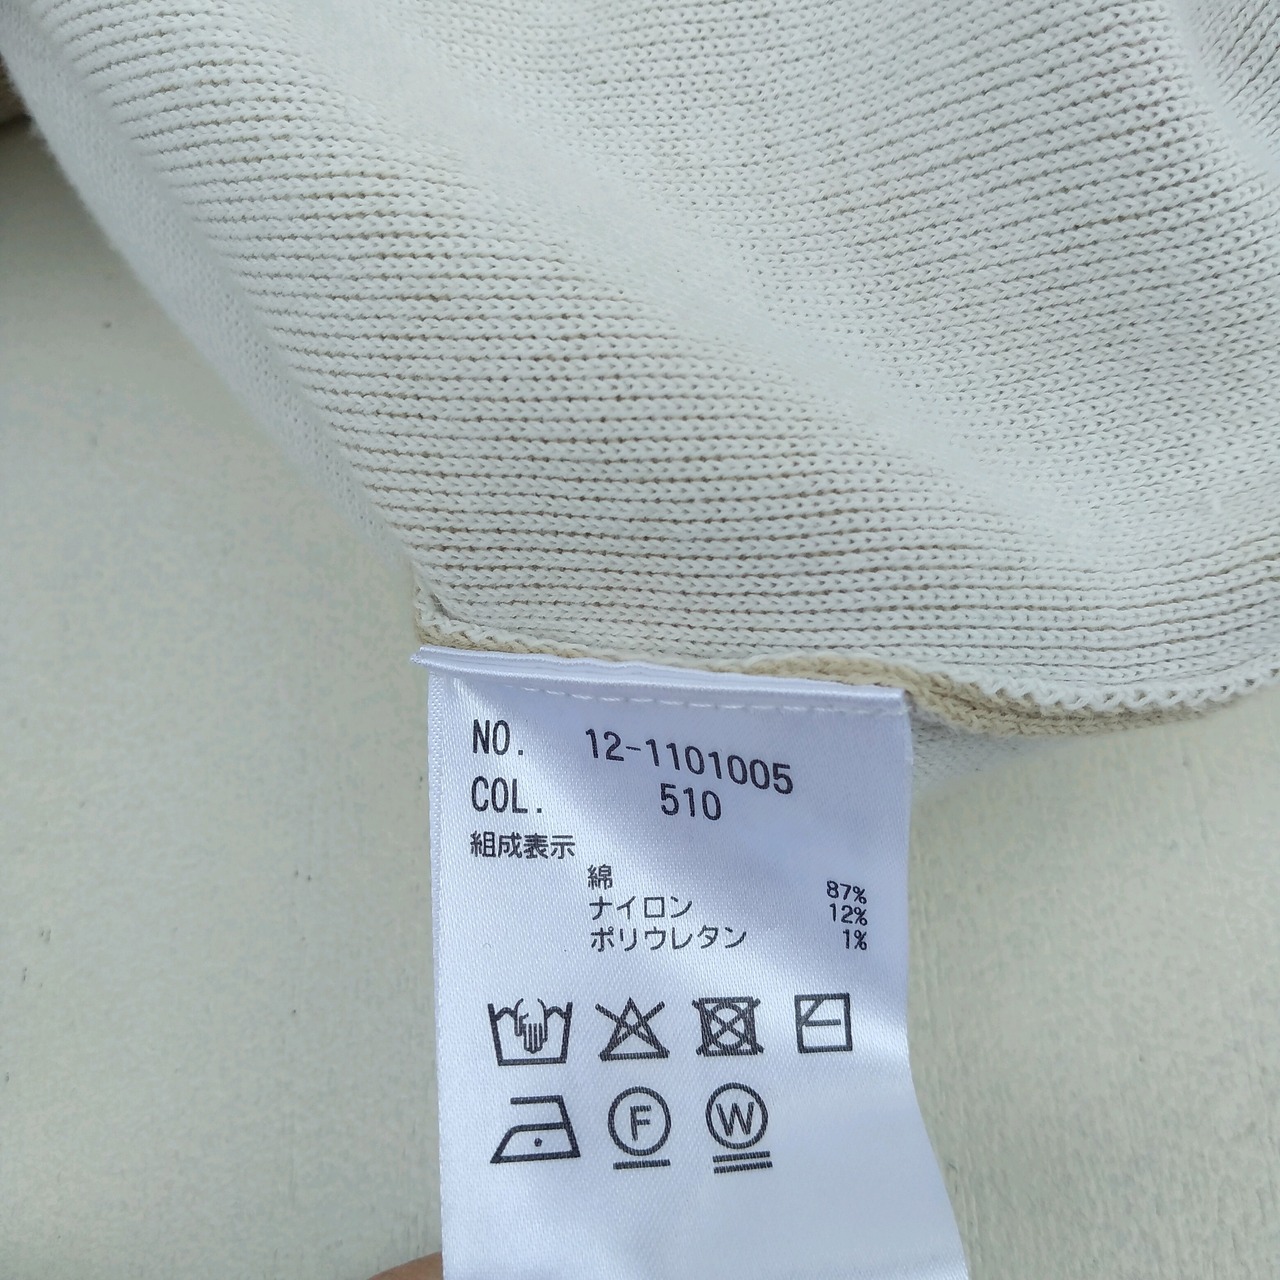 NO. 12-1101005
COL. 510
組成表示
綿 87%
ナイロン 12%
ポリウレタン 1%
F W